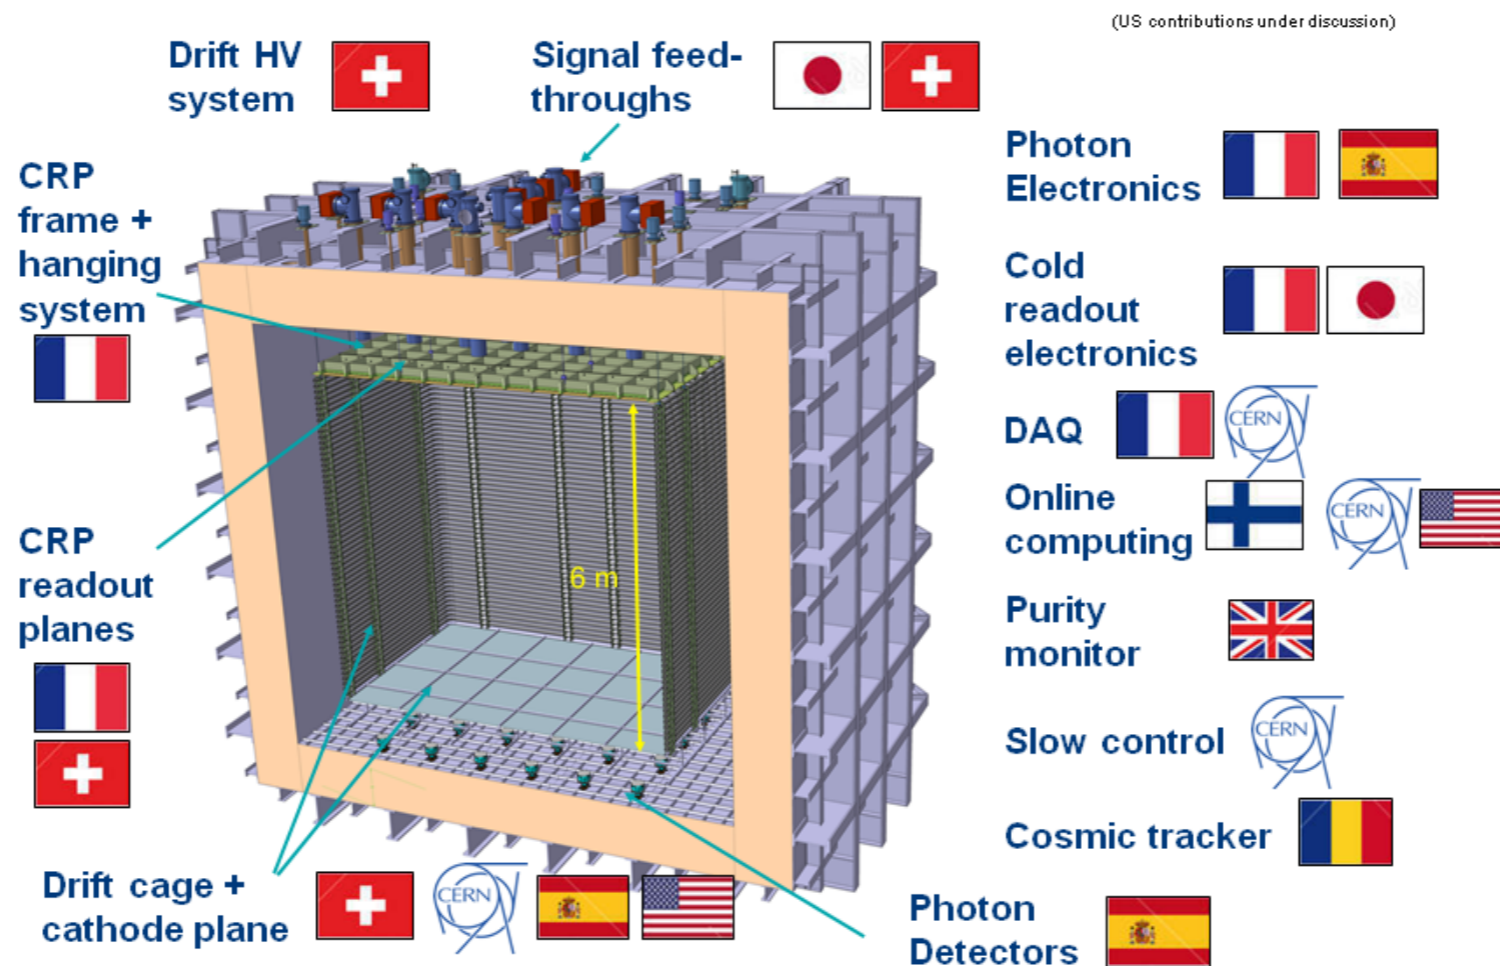 (US contributions under discussion)
Drift HV
system
Signal feed-
throughs
CRP
frame +
hanging
system
CRP
readout
planes
6 m
Drift cage +
cathode plane
CERN
Photon
Electronics
Cold
readout
electronics
DAQ
CERN
Online
computing
CERN
Purity
monitor
Slow control
CERN
Cosmic tracker
Photon
Detectors